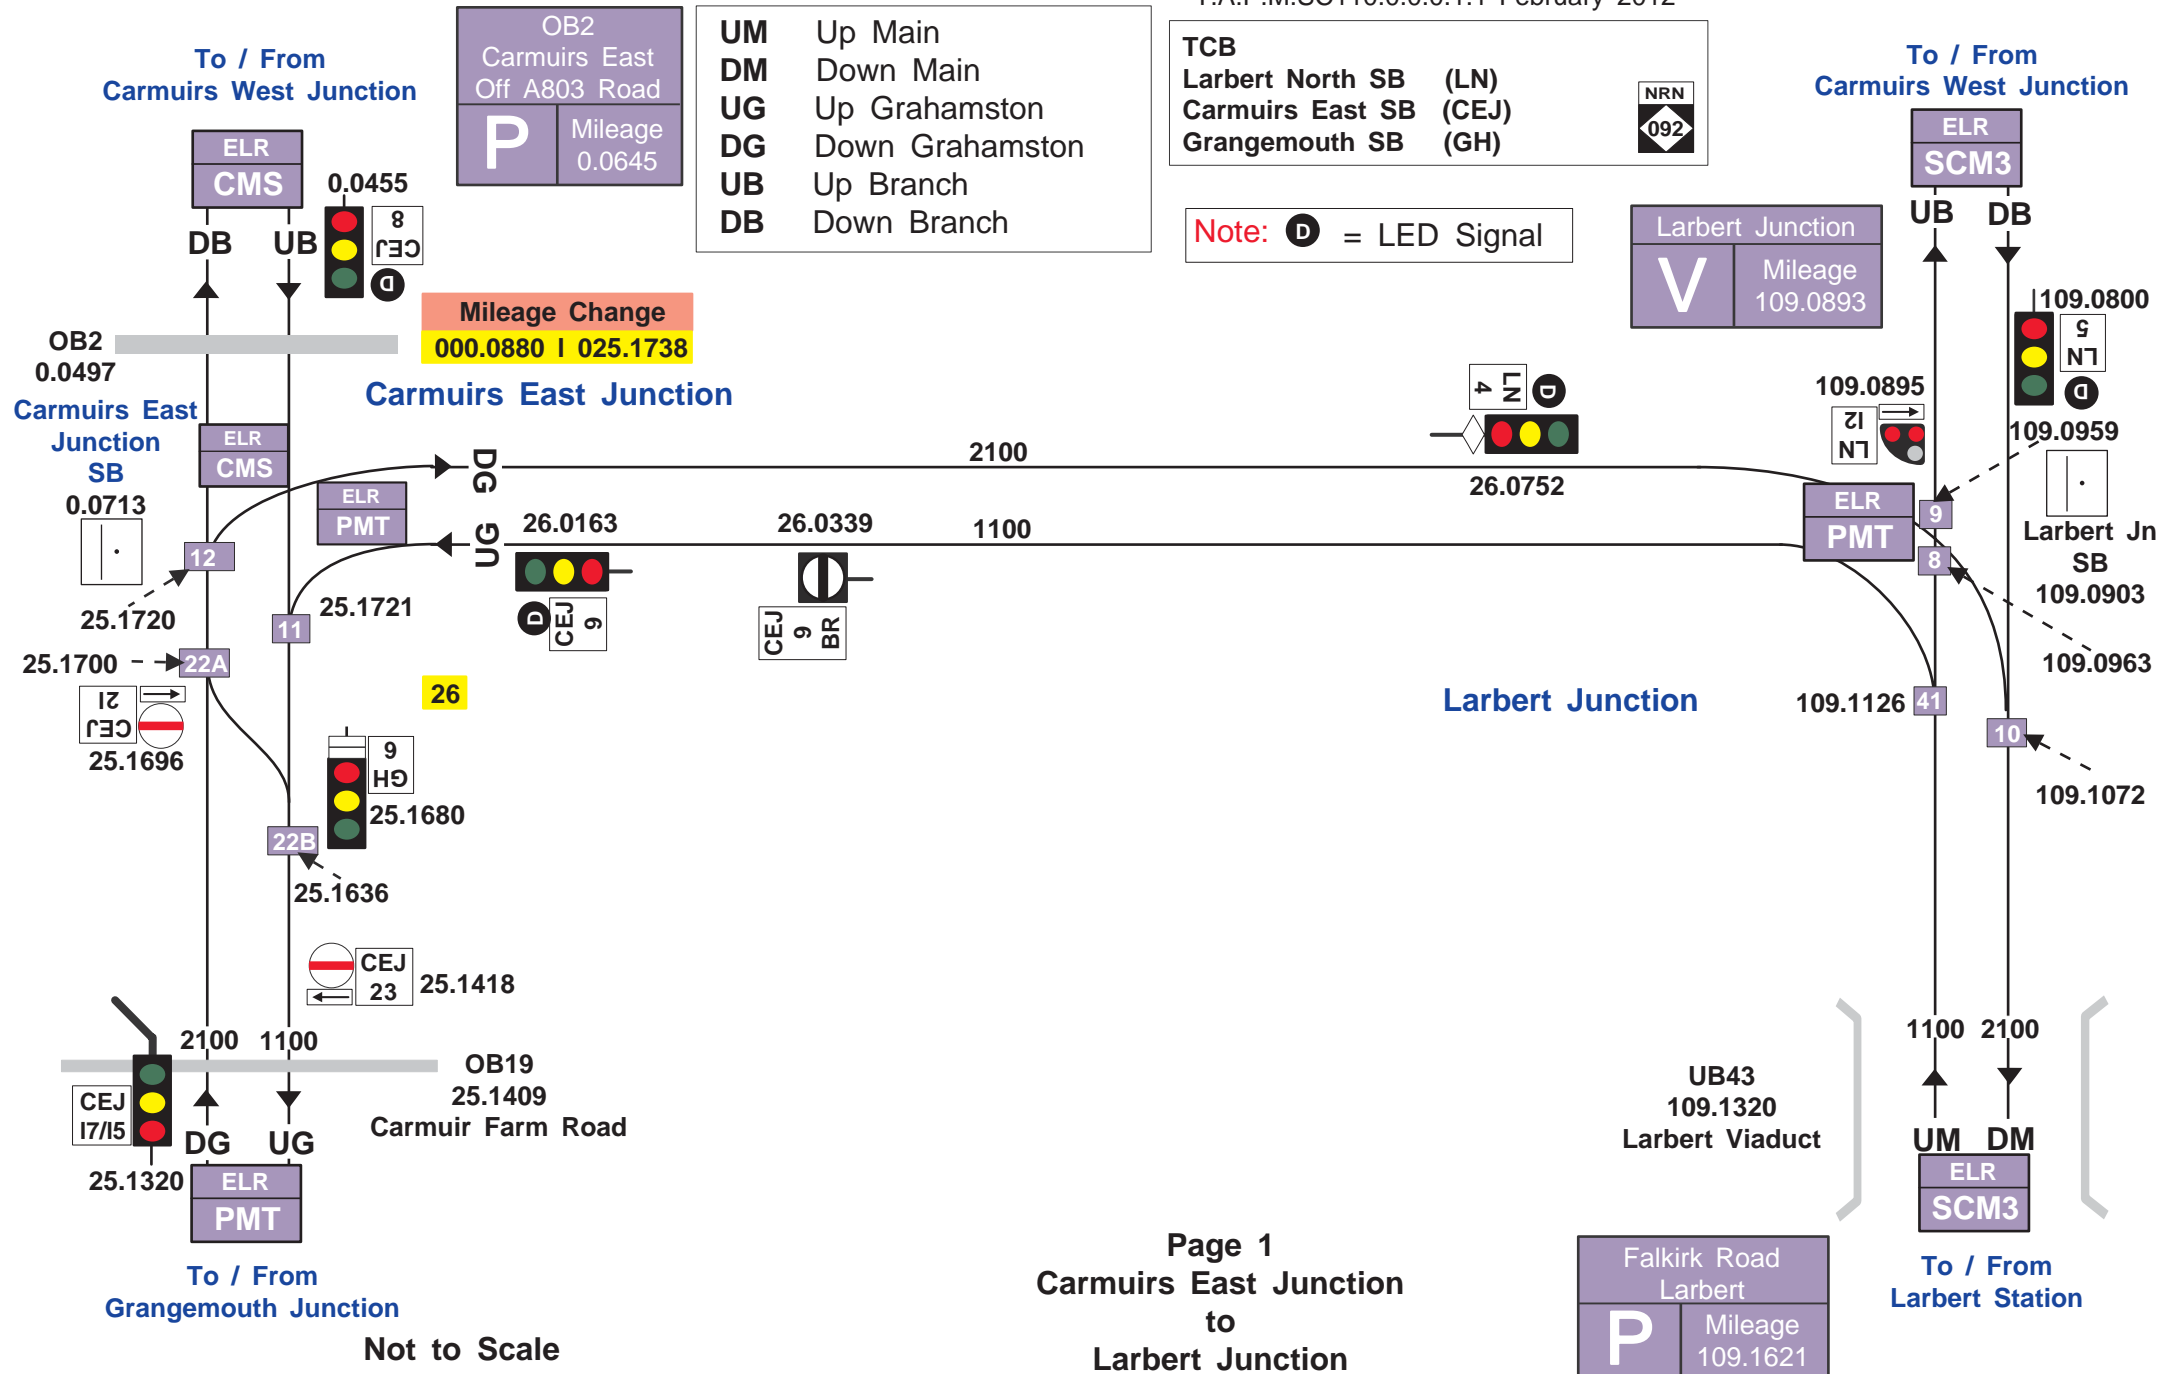 To / From
Carmuirs West Junction
ELR
CMS
0.0455
8
CEJ
D
DB UB
OB2
Carmuirs East
Off A803 Road
P
Mileage
0.0645
UM Up Main
DM Down Main
UG Up Grahamston
DG Down Grahamston
UB Up Branch
DB Down Branch
TCB
Larbert North SB (LN)
Carmuirs East SB (CEJ)
Grangemouth SB (GH)
NRN
092
Note: D = LED Signal
To / From
Carmuirs West Junction
ELR
SCM3
UB DB
Larbert Junction
V
Mileage
109.0893
109.0800
5
LN
D
Mileage Change
000.0880 I 025.1738
OB2
0.0497
Carmuirs East Junction
Carmuirs East
Junction
SB
0.0713
ELR
CMS
ELR
PMT
DG
2100
LN
4
D
26.0752
109.0895
12
LN
109.0959
UG
26.0163
D
CEJ
9
26.0339
CEJ
9
BR
1100
ELR
PMT
9
8
Larbert Jn
SB
109.0903
12
25.1720
11
25.1721
25.1700
22A
21
CEJ
25.1696
26
109.0963
Larbert Junction
109.1126
41
10
109.1072
6
GH
25.1680
22B
25.1636
CEJ
23
25.1418
2100 1100
OB19
25.1409
Carmuir Farm Road
CEJ
I7/I5
25.1320
DG UG
ELR
PMT
To / From
Grangemouth Junction
Not to Scale
1100 2100
UB43
109.1320
Larbert Viaduct
UM DM
ELR
SCM3
To / From
Larbert Station
Page 1
Carmuirs East Junction
to
Larbert Junction
Falkirk Road
Larbert
P
Mileage
109.1621